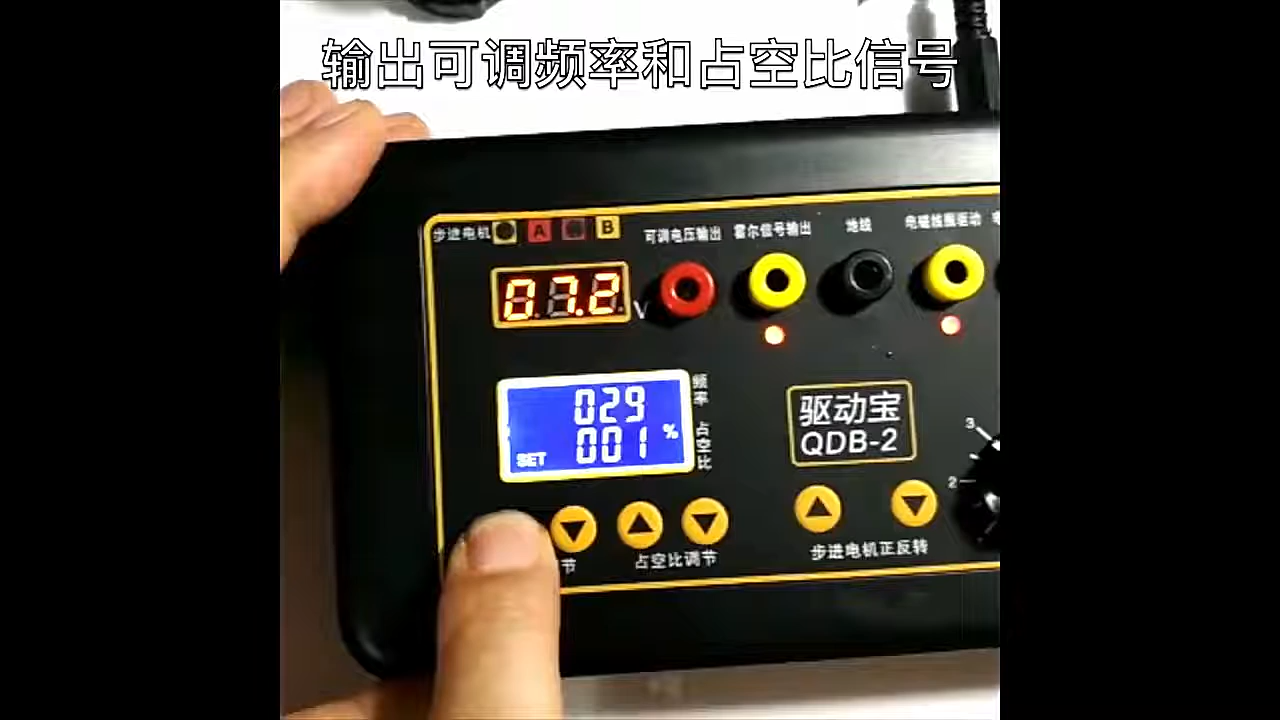 输出可调频率和占空比信号
步进电机 A B
可调电压输出 霍尔信号输出 地线 电磁线圈驱动
07.2 V
029 频率
001 % 占空比
SET
驱动宝
QDB-2
3
2
节 占空比调节 步进电机正反转